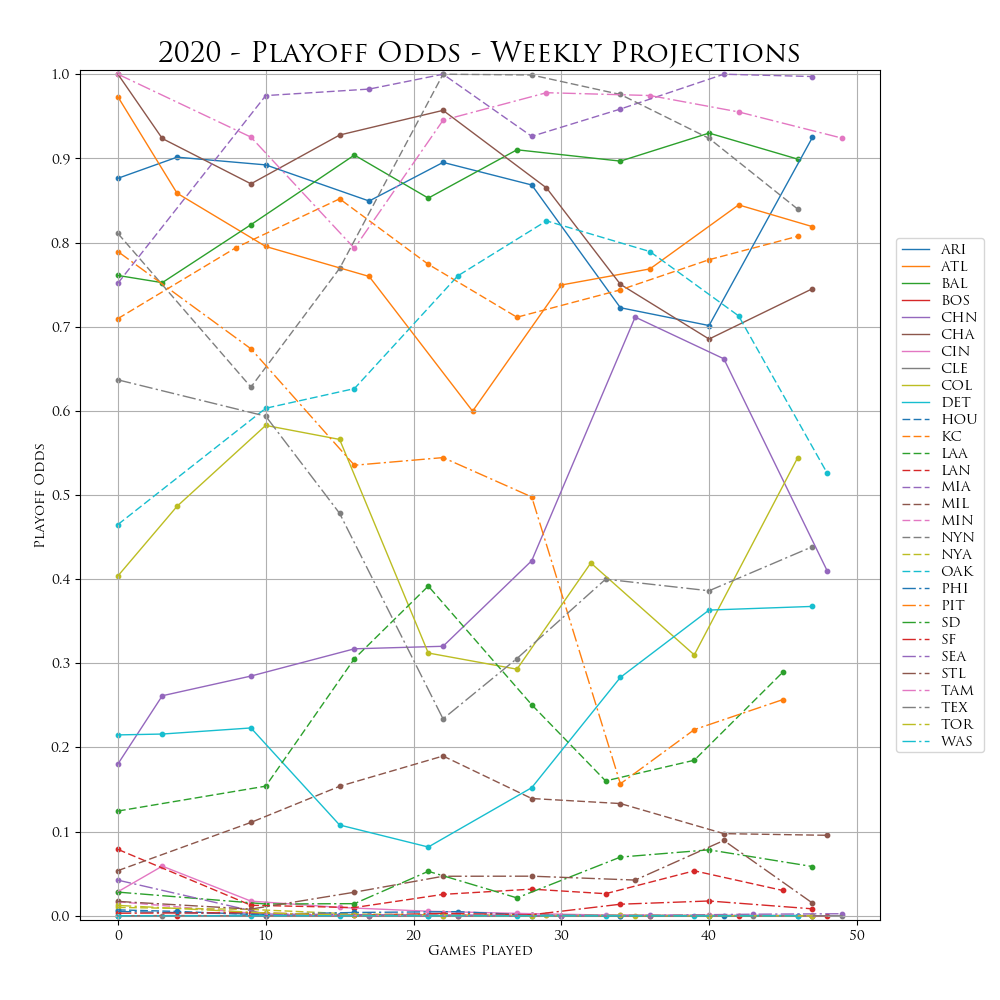 2020 - Playoff Odds - Weekly Projections
1.0
0.9
0.8
0.7
0.6
0.5
0.4
0.3
0.2
0.1
0.0
Playoff Odds
0 10 20 30 40 50
Games Played
ARI
ATL
BAL
BOS
CHN
CHA
CIN
CLE
COL
DET
HOU
KC
LAA
LAN
MIA
MIL
MIN
NYN
NYA
OAK
PHI
PIT
SD
SF
SEA
STL
TAM
TEX
TOR
WAS